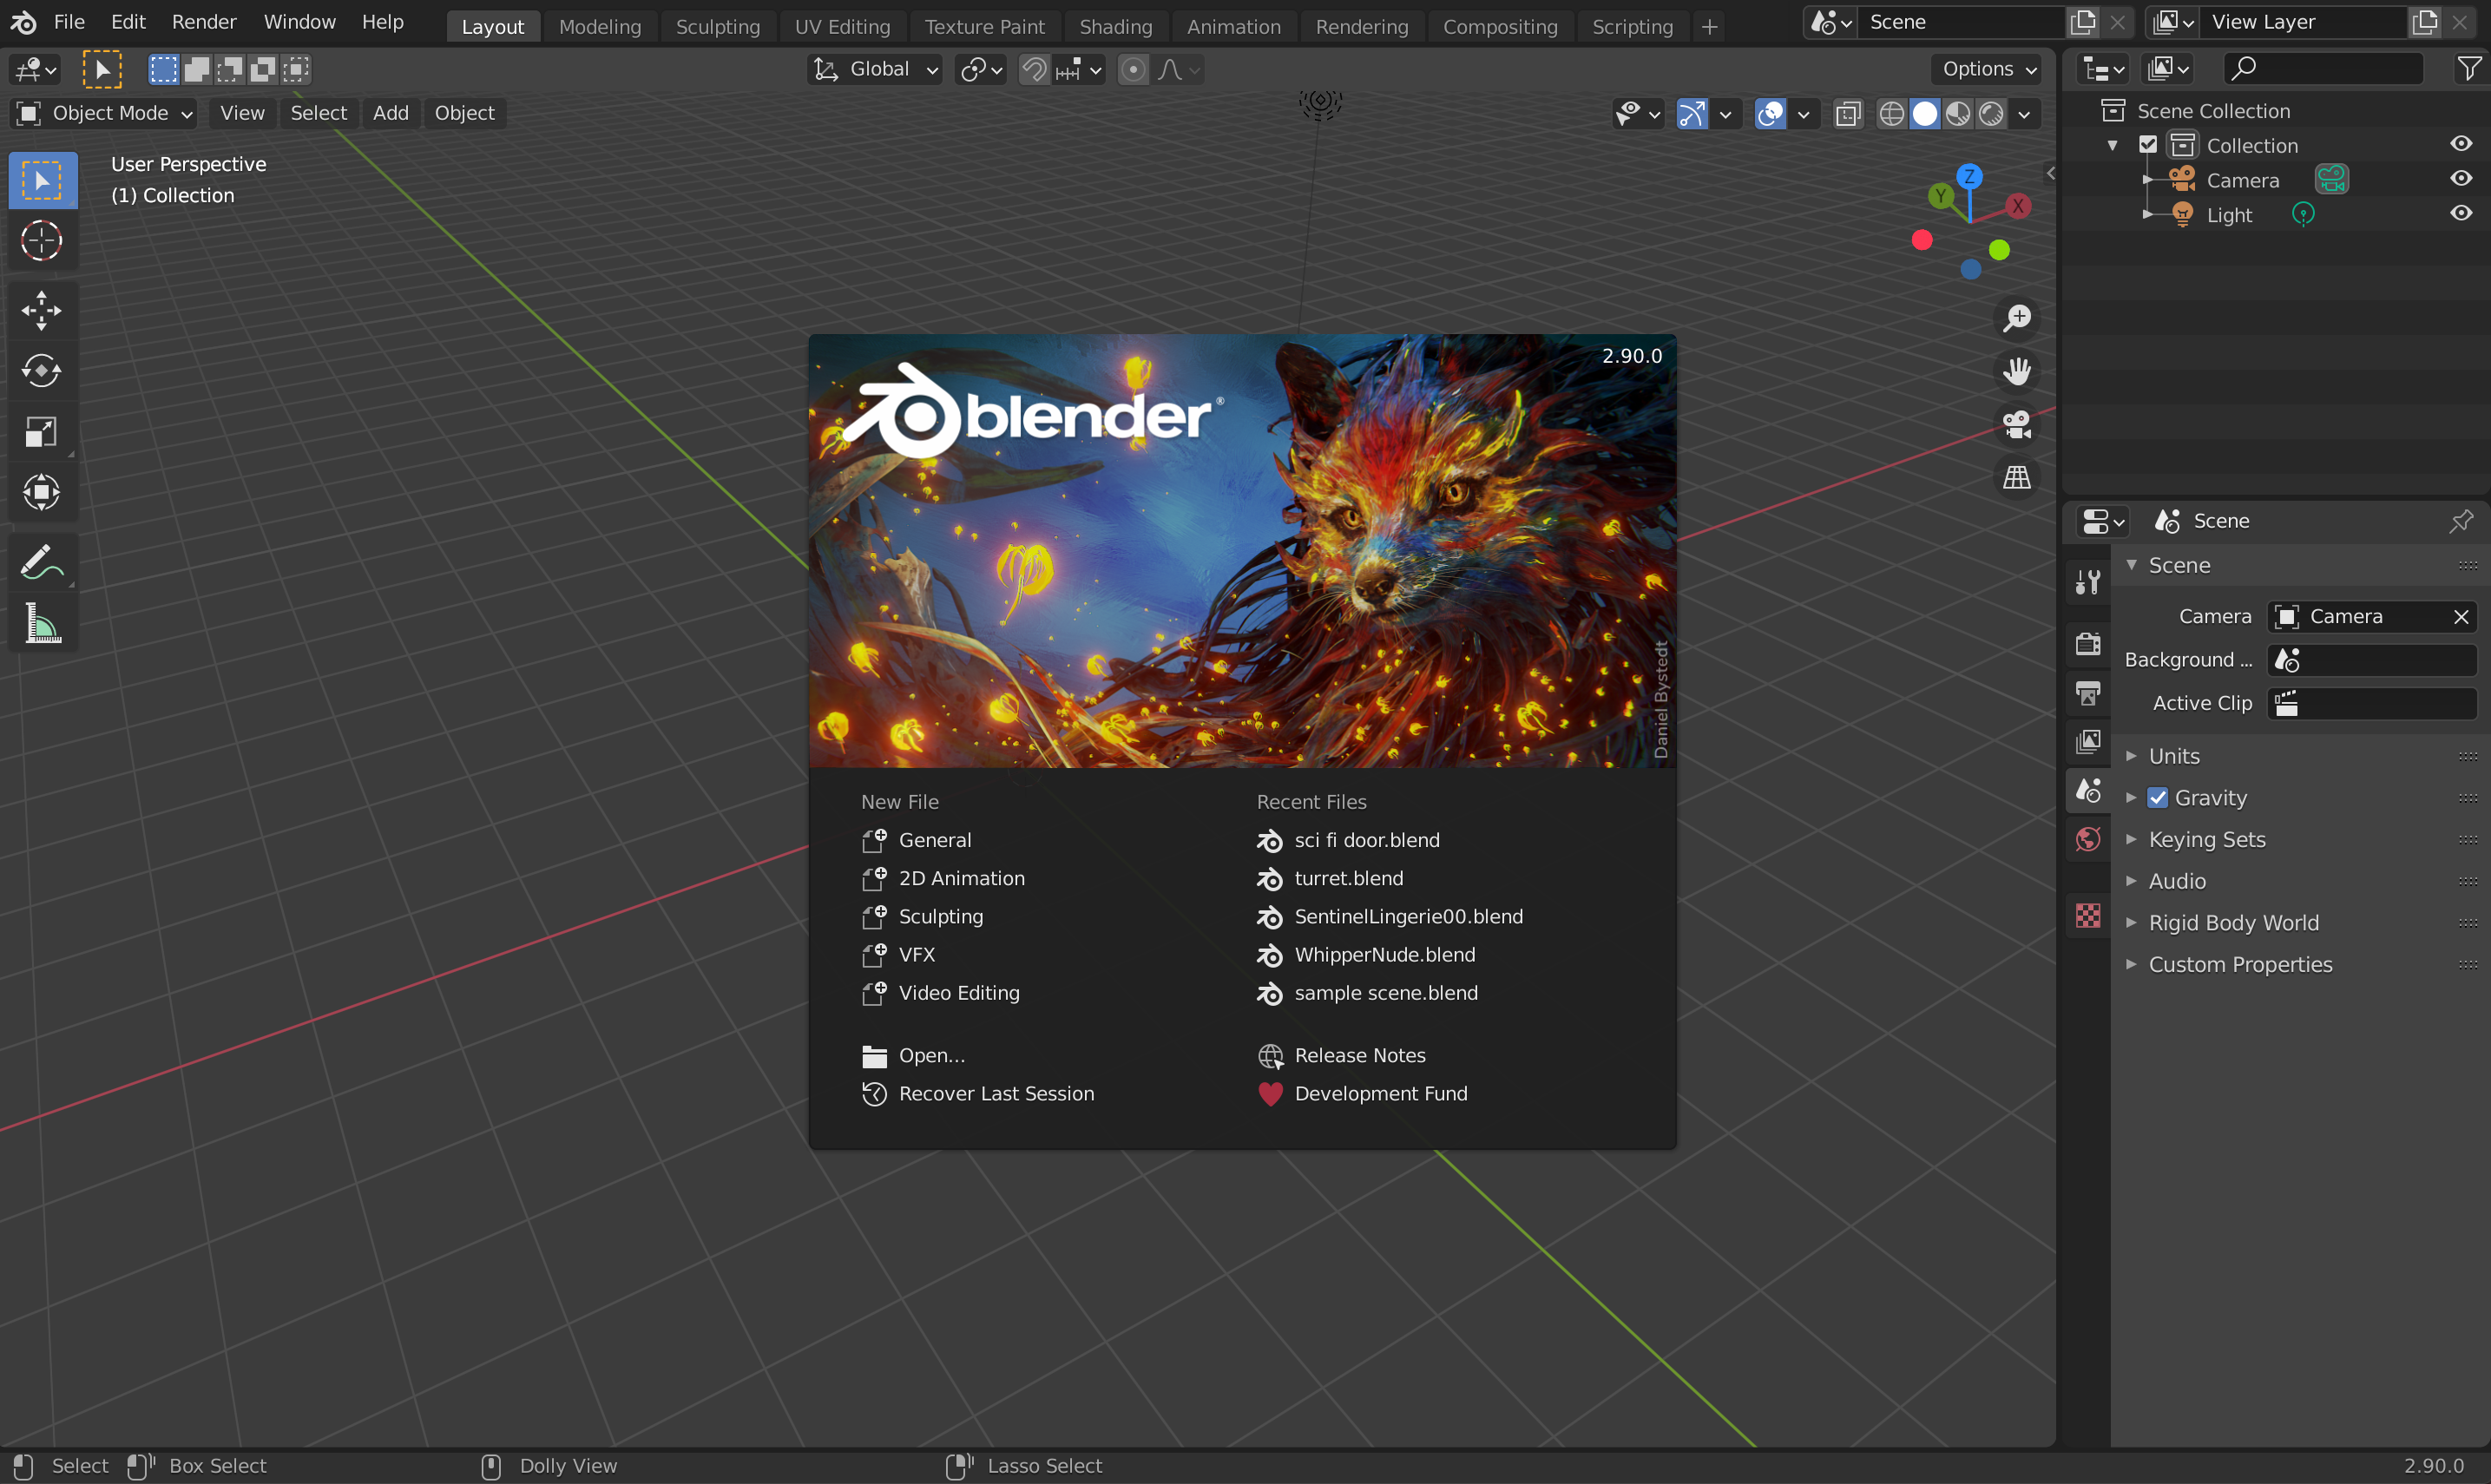 File Edit Render Window Help Layout Modeling Sculpting UV Editing Texture Paint Shading Animation Rendering Compositing Scripting + Scene View Layer
Global Options
Object Mode View Select Add Object
User Perspective
(1) Collection
Z
Y
X
Scene Collection
Collection
Camera
Light
2.90.0
blender®
Daniel Bystedt
New File
General
2D Animation
Sculpting
VFX
Video Editing
Open...
Recover Last Session
Recent Files
sci fi door.blend
turret.blend
SentinelLingerie00.blend
WhipperNude.blend
sample scene.blend
Release Notes
Development Fund
Scene
Scene
Camera Camera
Background ...
Active Clip
Units
Gravity
Keying Sets
Audio
Rigid Body World
Custom Properties
Select Box Select Dolly View Lasso Select 2.90.0